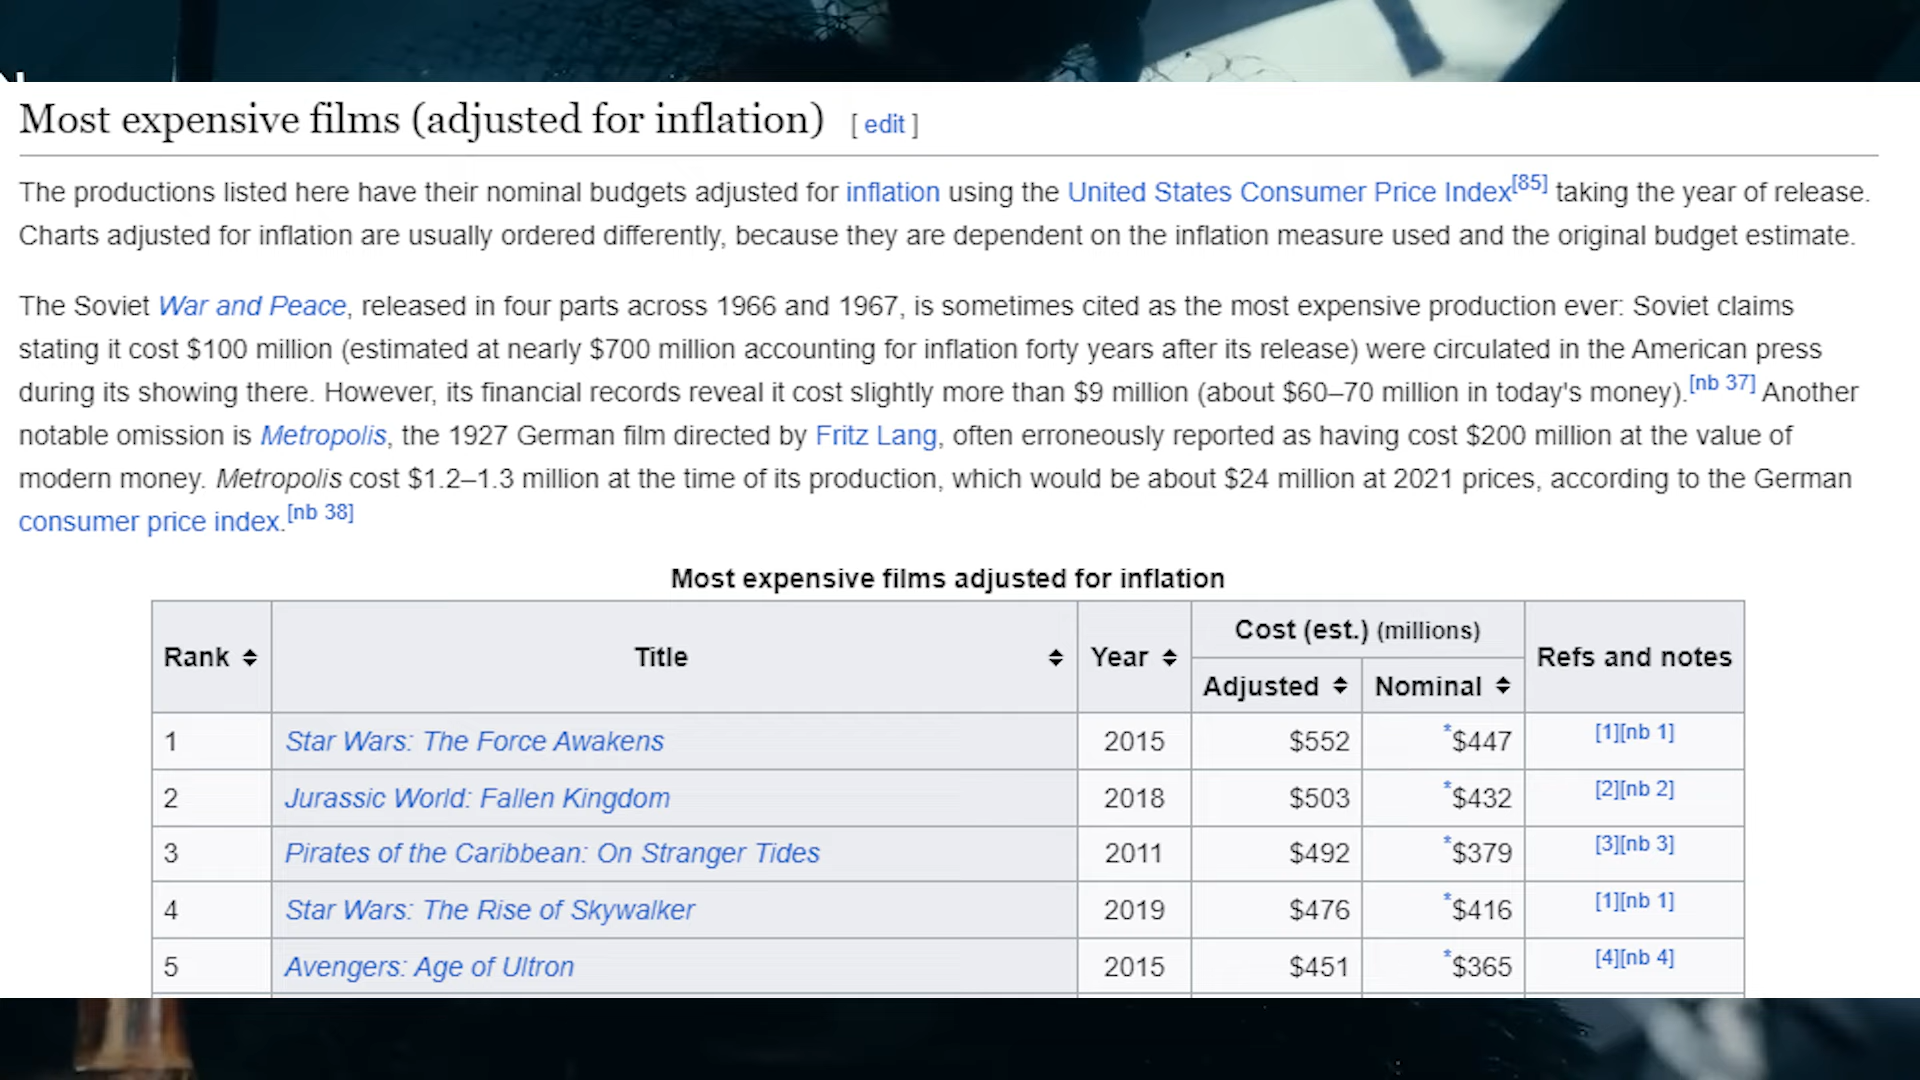 Most expensive films (adjusted for inflation) [ edit ]
The productions listed here have their nominal budgets adjusted for inflation using the United States Consumer Price Index[85] taking the year of release.
Charts adjusted for inflation are usually ordered differently, because they are dependent on the inflation measure used and the original budget estimate.
The Soviet War and Peace, released in four parts across 1966 and 1967, is sometimes cited as the most expensive production ever: Soviet claims
stating it cost $100 million (estimated at nearly $700 million accounting for inflation forty years after its release) were circulated in the American press
during its showing there. However, its financial records reveal it cost slightly more than $9 million (about $60–70 million in today's money).[nb 37] Another
notable omission is Metropolis, the 1927 German film directed by Fritz Lang, often erroneously reported as having cost $200 million at the value of
modern money. Metropolis cost $1.2–1.3 million at the time of its production, which would be about $24 million at 2021 prices, according to the German
consumer price index.[nb 38]
Most expensive films adjusted for inflation
Rank Title Year Cost (est.) (millions) Refs and notes
Adjusted Nominal
1 Star Wars: The Force Awakens 2015 $552 *$447 [1][nb 1]
2 Jurassic World: Fallen Kingdom 2018 $503 *$432 [2][nb 2]
3 Pirates of the Caribbean: On Stranger Tides 2011 $492 *$379 [3][nb 3]
4 Star Wars: The Rise of Skywalker 2019 $476 *$416 [1][nb 1]
5 Avengers: Age of Ultron 2015 $451 *$365 [4][nb 4]